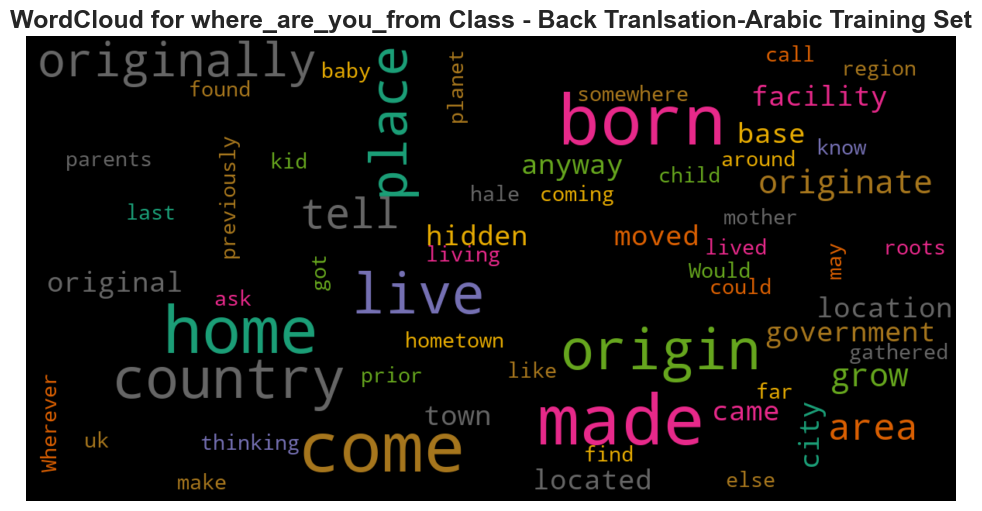 WordCloud for where_are_you_from Class - Back Tranlsation-Arabic Training Set
originally
baby
found
place
planet
call
region
somewhere
facility
born
base
know
parents
previously
kid
anyway
around
child
originate
hale
coming
last
tell
mother
hidden
moved
lived
roots
living
Would
may
got
could
original
ask
live
location
home
hometown
origin
government
gathered
country
prior
like
grow
far
Wherever
town
made
came
city
area
uk
thinking
come
find
make
located
else